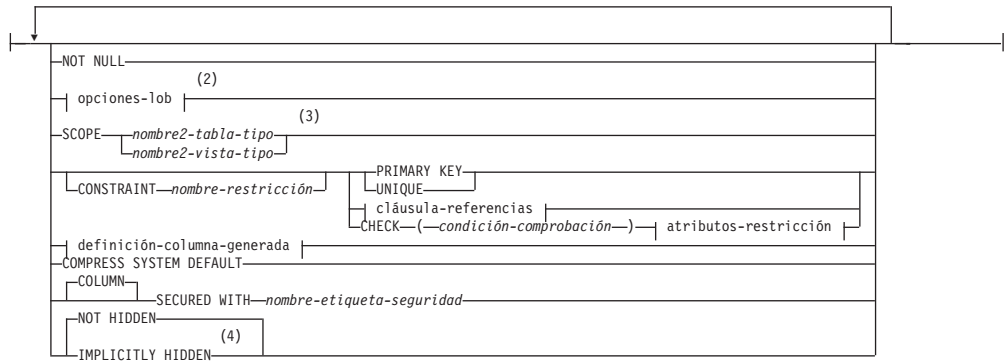 NOT NULL
(2)
opciones-lob
(3)
SCOPE nombre2-tabla-tipo
nombre2-vista-tipo
PRIMARY KEY
CONSTRAINT nombre-restricción UNIQUE
cláusula-referencias
CHECK ( condición-comprobación ) atributos-restricción
definición-columna-generada
COMPRESS SYSTEM DEFAULT
COLUMN
SECURED WITH nombre-etiqueta-seguridad
NOT HIDDEN
(4)
IMPLICITLY HIDDEN